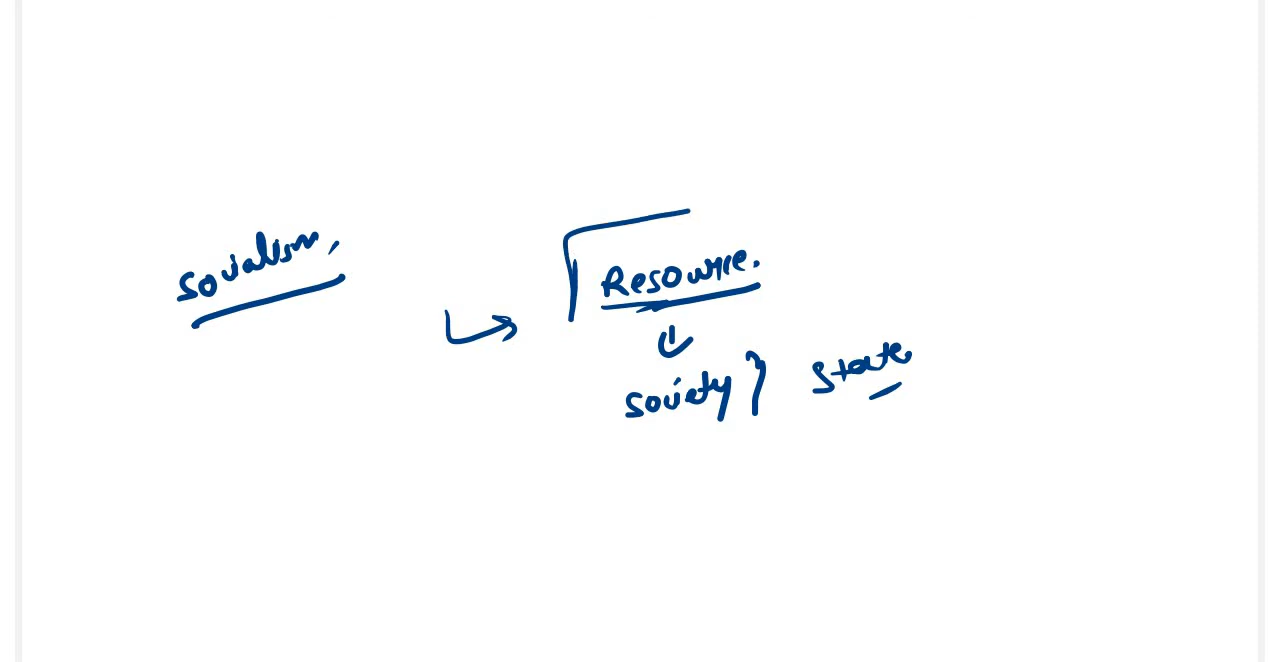 Socialism,
Resource.
↓
Society } State